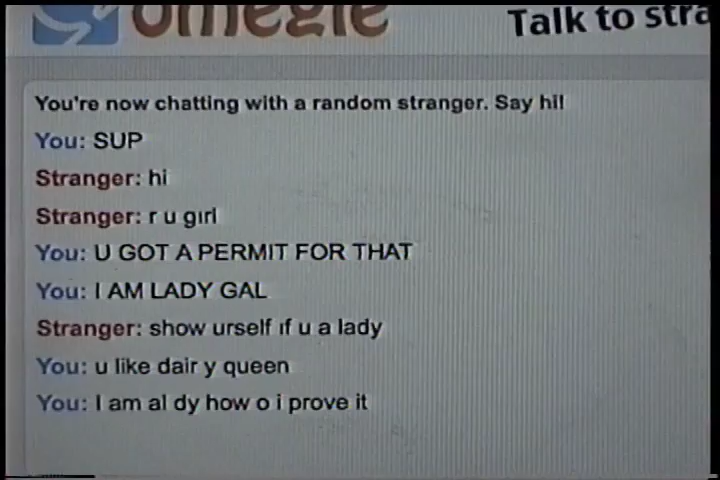 omegle
Talk to stra
You're now chatting with a random stranger. Say hi!
You: SUP
Stranger: hi
Stranger: r u girl
You: U GOT A PERMIT FOR THAT
You: I AM LADY GAL
Stranger: show urself if u a lady
You: u like dair y queen
You: I am al dy how o i prove it